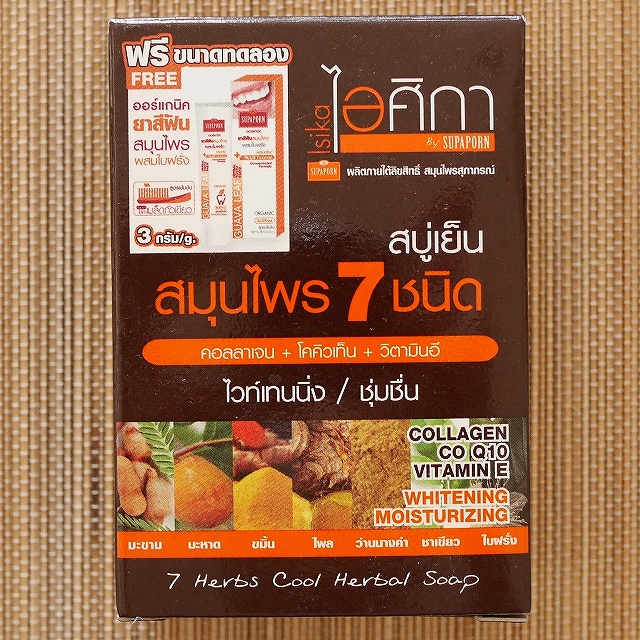 ฟรี ขนาดทดลอง
FREE
ออร์แกนิค
ยาสีฟัน
สมุนไพร
ผสมใบฝรั่ง
3 กรัม/g.
SUPAPORN
GUAVA LEAF
ORGANIC
isika
ไอศิกา
By SUPAPORN
SUPAPORN
ผลิตภายใต้ลิขสิทธิ์ สมุนไพรสุภาภรณ์
สบู่เย็น
สมุนไพร 7 ชนิด
คอลลาเจน + โคคิวเท็น + วิตามินอี
ไวท์เทนนิ่ง / ชุ่มชื่น
COLLAGEN
CO Q10
VITAMIN E
WHITENING
MOISTURIZING
มะขาม มะหาด ขมิ้น ไพล ว่านนางคำ ชาเขียว ใบฝรั่ง
7 Herbs Cool Herbal Soap